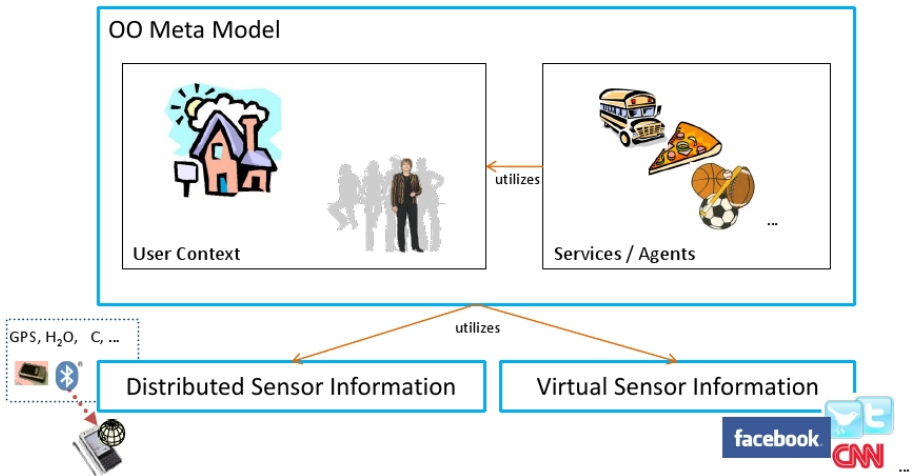 OO Meta Model
utilizes
User Context
Services / Agents
...
utilizes
GPS, H₂O, C, ...
Distributed Sensor Information
Virtual Sensor Information
t
facebook
CNN
...